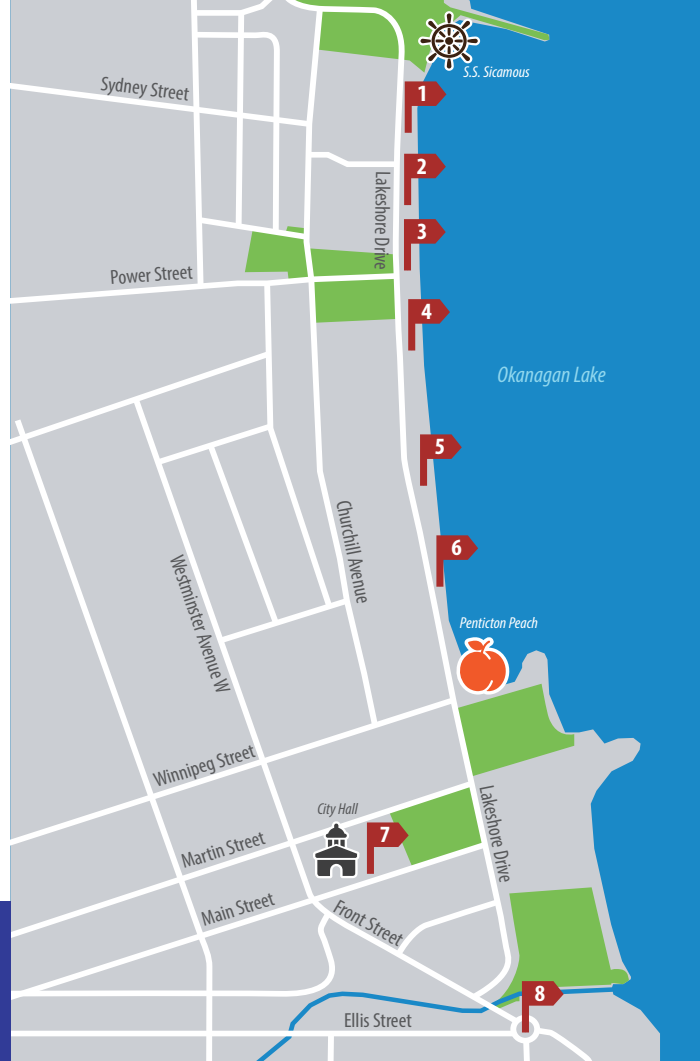 S.S. Sicamous
Sydney Street
1
2
Lakeshore Drive
3
Power Street
4
Okanagan Lake
5
Churchill Avenue
6
Westminster Avenue W
Penticton Peach
Winnipeg Street
City Hall
Lakeshore Drive
7
Martin Street
Main Street
Front Street
8
Ellis Street